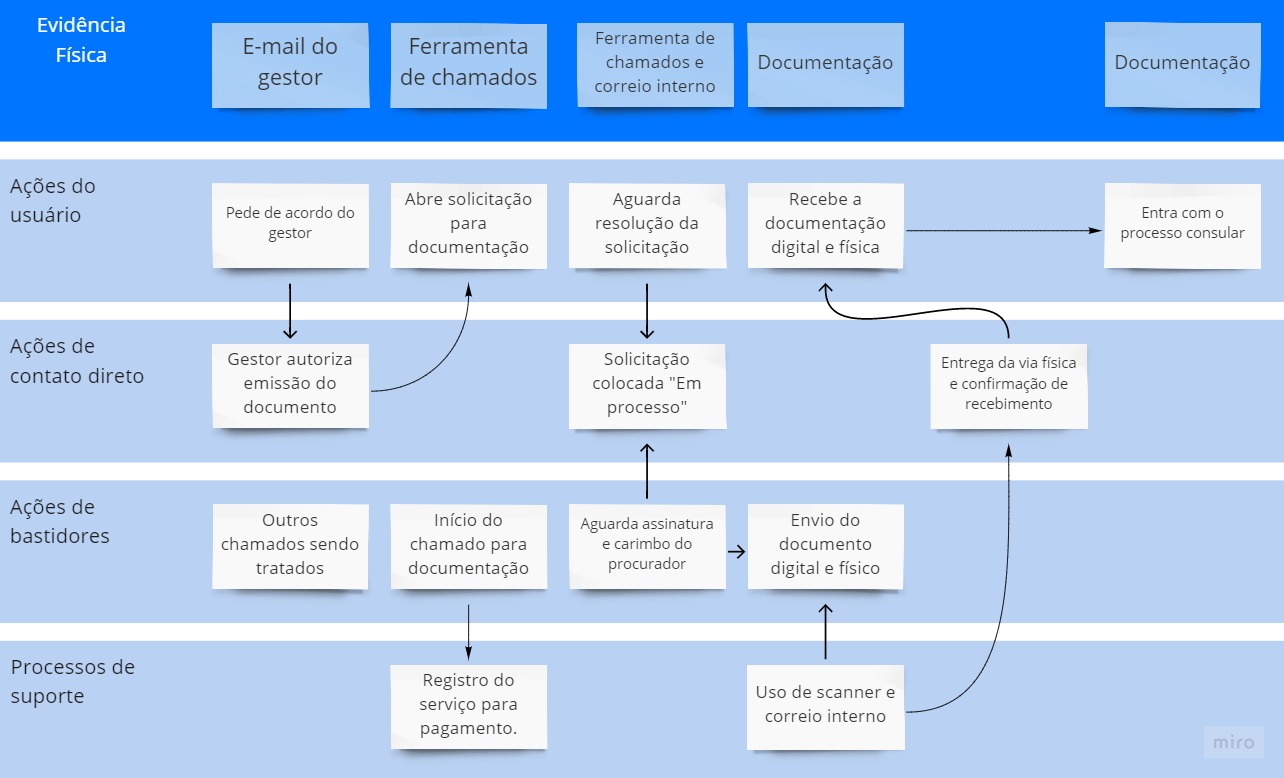 Evidência
Física
E-mail do
gestor
Ferramenta
de chamados
Ferramenta de
chamados e
correio interno
Documentação
Documentação
Ações do
usuário
Pede de acordo do
gestor
Abre solicitação
para
documentação
Aguarda
resolução da
solicitação
Recebe a
documentação
digital e física
Entra com o
processo consular
Ações de
contato direto
Gestor autoriza
emissão do
documento
Solicitação
colocada "Em
processo"
Entrega da via física
e confirmação de
recebimento
Ações de
bastidores
Outros
chamados sendo
tratados
Início do
chamado para
documentação
Aguarda assinatura
e carimbo do
procurador
Envio do
documento
digital e físico
Processos de
suporte
Registro do
serviço para
pagamento.
Uso de scanner e
correio interno
miro